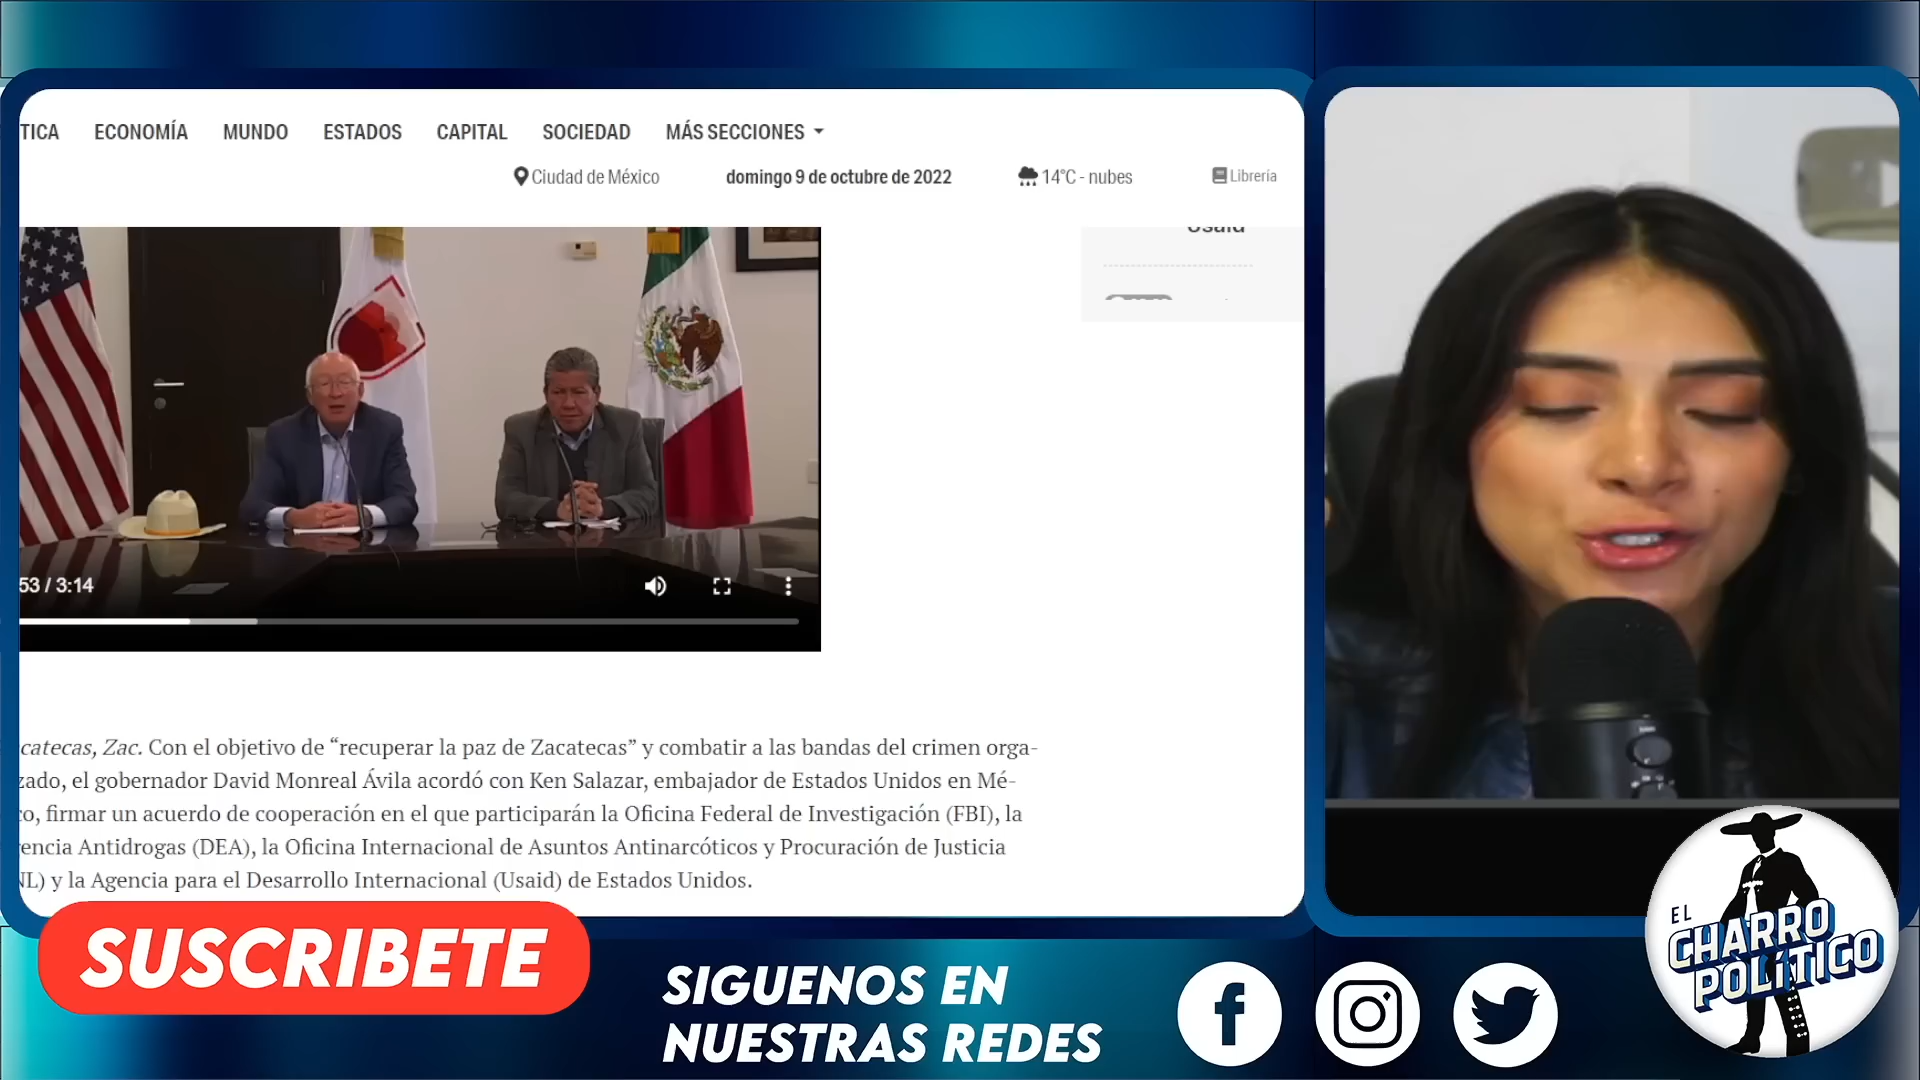 TICA ECONOMÍA MUNDO ESTADOS CAPITAL SOCIEDAD MÁS SECCIONES
Ciudad de México domingo 9 de octubre de 2022 14°C - nubes Librería
Usaid
53 / 3:14
catecas, Zac. Con el objetivo de “recuperar la paz de Zacatecas” y combatir a las bandas del crimen orga-
zado, el gobernador David Monreal Ávila acordó con Ken Salazar, embajador de Estados Unidos en Mé-
co, firmar un acuerdo de cooperación en el que participarán la Oficina Federal de Investigación (FBI), la
encia Antidrogas (DEA), la Oficina Internacional de Asuntos Antinarcóticos y Procuración de Justicia
NL) y la Agencia para el Desarrollo Internacional (Usaid) de Estados Unidos.
SUSCRIBETE
SIGUENOS EN
NUESTRAS REDES
EL
CHARRO
POLÍTICO